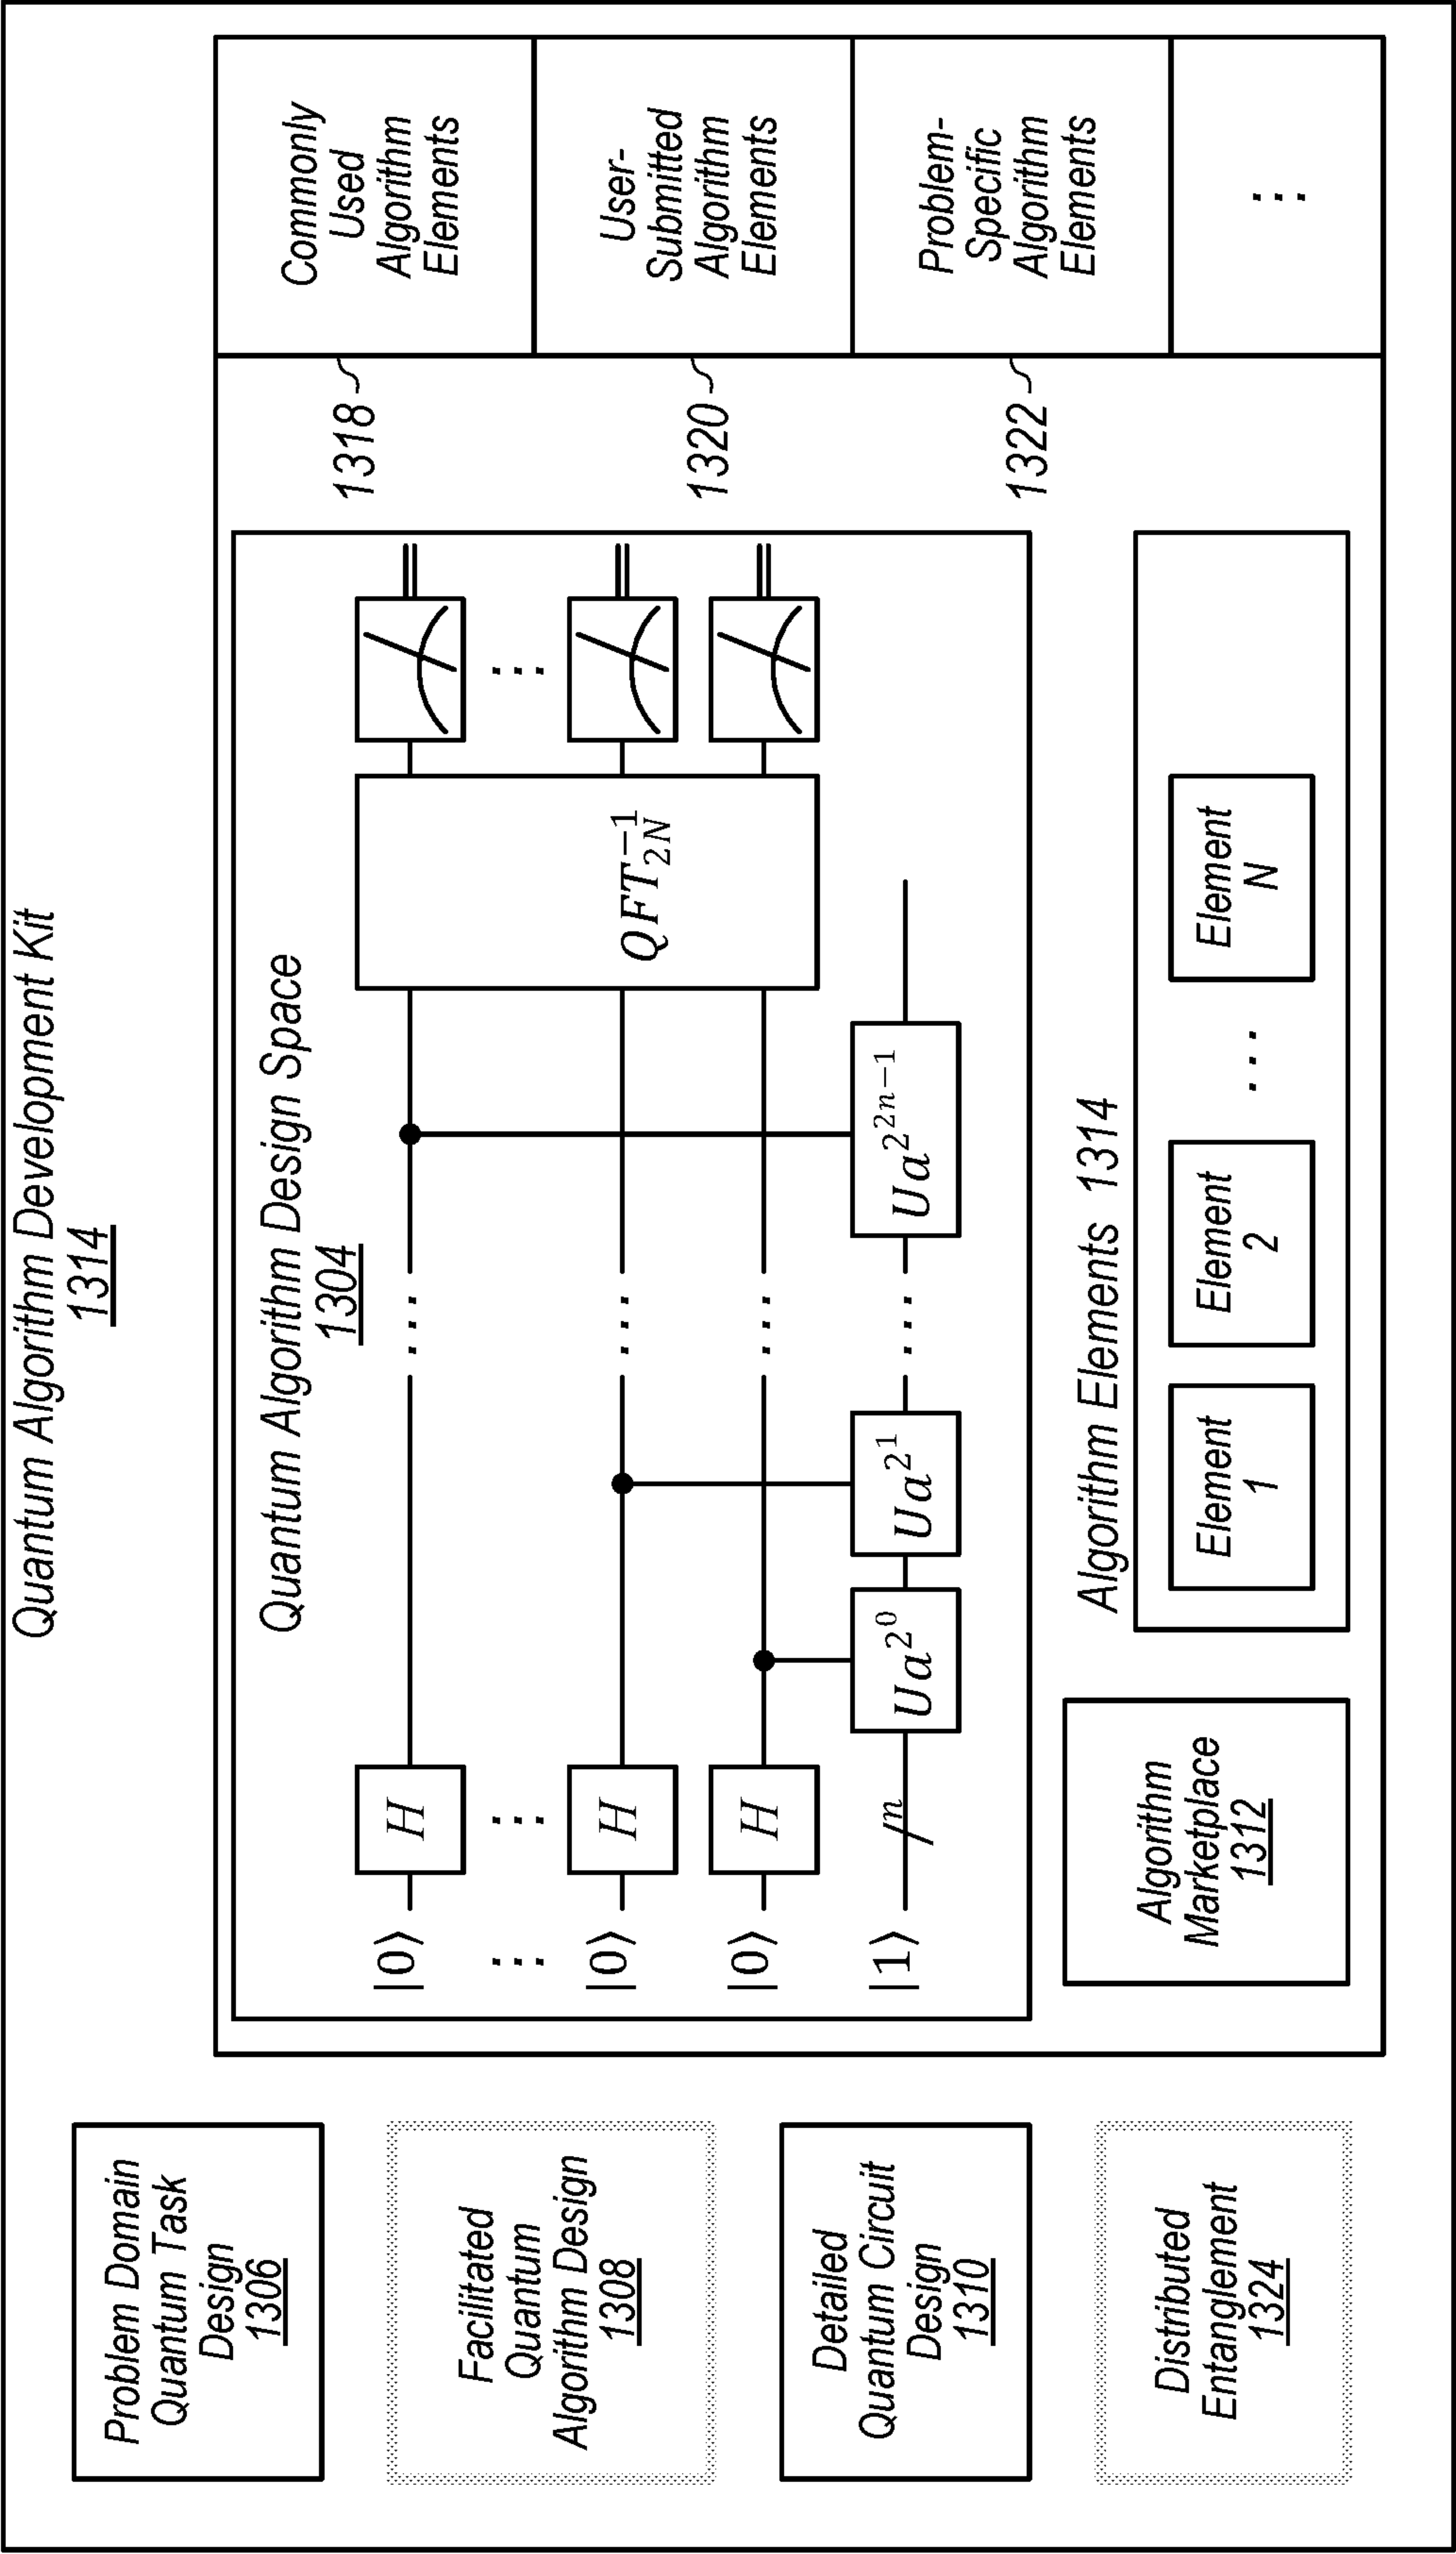 Quantum Algorithm Development Kit
1314
Problem Domain
Quantum Task
Design
1306
Facilitated
Quantum
Algorithm Design
1308
Detailed
Quantum Circuit
Design
1310
Distributed
Entanglement
1324
Quantum Algorithm Design Space
1304
|0⟩ H ...
⋮ ⋮ ⋮
|0⟩ H ...
|0⟩ H ...
QFT_{2N}^{-1}
|1⟩ m Ua^{2^0} Ua^{2^1} ... Ua^{2^{2n-1}}
Algorithm
Marketplace
1312
Algorithm Elements 1314
Element
1
Element
2
...
Element
N
1318
Commonly
Used
Algorithm
Elements
1320
User-
Submitted
Algorithm
Elements
1322
Problem-
Specific
Algorithm
Elements
⋮